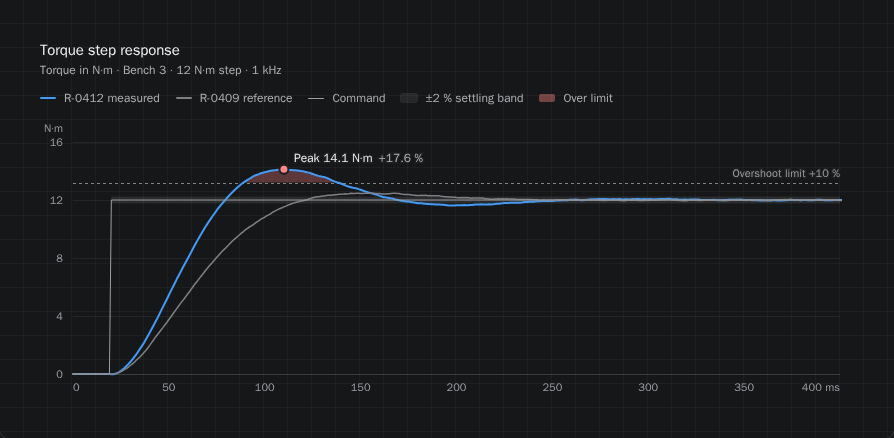 Torque step response
Torque in N·m · Bench 3 · 12 N·m step · 1 kHz
R-0412 measured R-0409 reference Command ±2 % settling band Over limit
N·m
16
Peak 14.1 N·m +17.6 %
Overshoot limit +10 %
12
8
4
0
0 50 100 150 200 250 300 350 400 ms